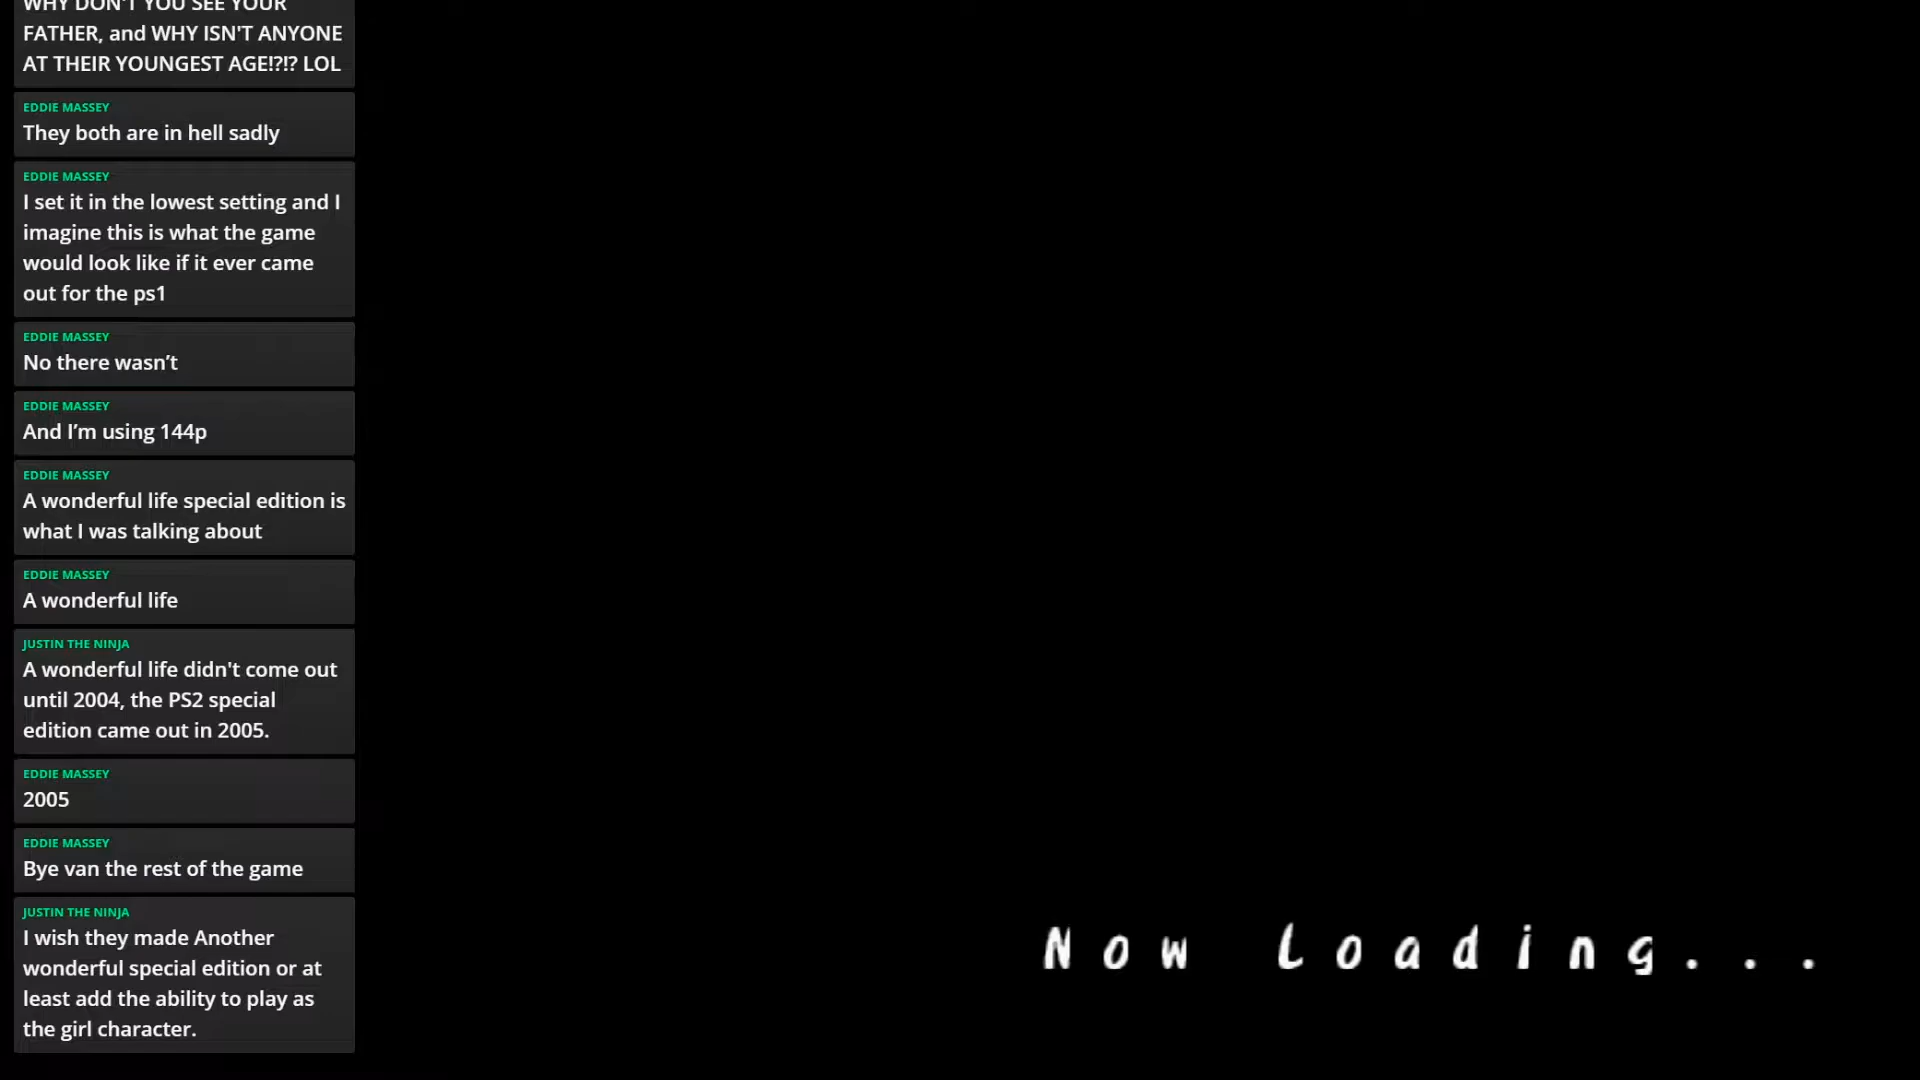 WHY DON'T YOU SEE YOUR
FATHER, and WHY ISN'T ANYONE
AT THEIR YOUNGEST AGE!?!? LOL
EDDIE MASSEY
They both are in hell sadly
EDDIE MASSEY
I set it in the lowest setting and I
imagine this is what the game
would look like if it ever came
out for the ps1
EDDIE MASSEY
No there wasn’t
EDDIE MASSEY
And I’m using 144p
EDDIE MASSEY
A wonderful life special edition is
what I was talking about
EDDIE MASSEY
A wonderful life
JUSTIN THE NINJA
A wonderful life didn't come out
until 2004, the PS2 special
edition came out in 2005.
EDDIE MASSEY
2005
EDDIE MASSEY
Bye van the rest of the game
JUSTIN THE NINJA
I wish they made Another
wonderful special edition or at
least add the ability to play as
the girl character.
Now Loading...